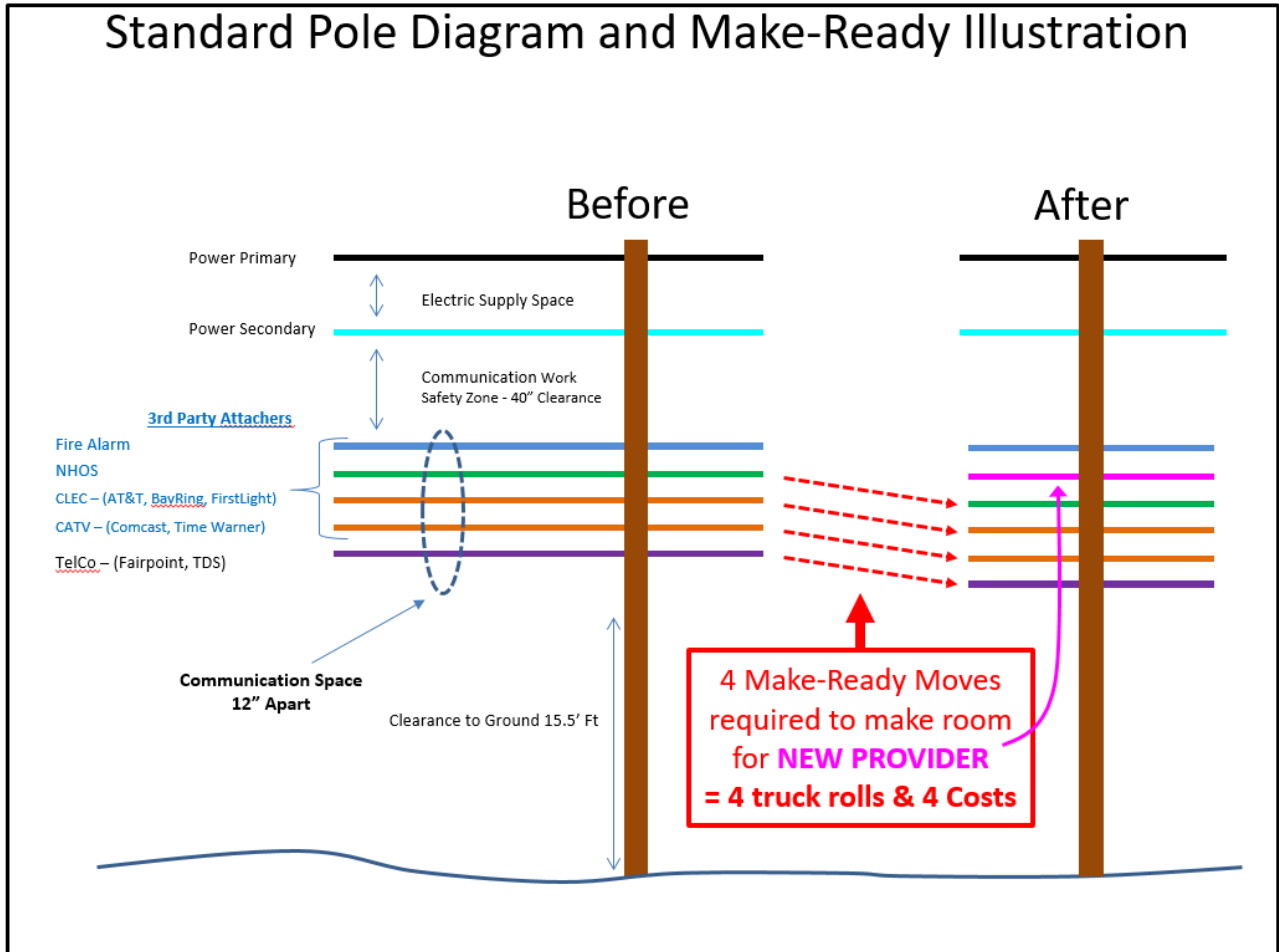 Standard Pole Diagram and Make-Ready Illustration
Before
After
Power Primary
Electric Supply Space
Power Secondary
Communication Work
Safety Zone - 40” Clearance
3rd Party Attachers
Fire Alarm
NHOS
CLEC – (AT&T, BayRing, FirstLight)
CATV – (Comcast, Time Warner)
TelCo – (Fairpoint, TDS)
Communication Space
12” Apart
Clearance to Ground 15.5’ Ft
4 Make-Ready Moves
required to make room
for NEW PROVIDER
= 4 truck rolls & 4 Costs